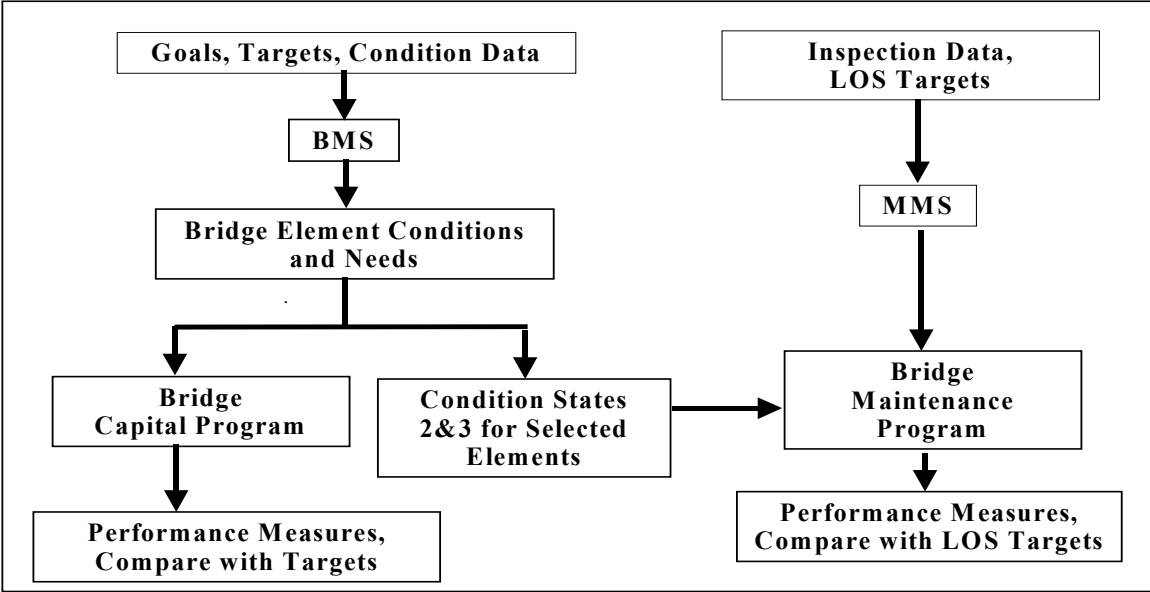 Goals, Targets, Condition Data
Inspection Data,
LOS Targets
BMS
MMS
Bridge Element Conditions
and Needs
Bridge
Capital Program
Condition States
2&3 for Selected
Elements
Bridge
Maintenance
Program
Performance Measures,
Compare with Targets
Performance Measures,
Compare with LOS Targets